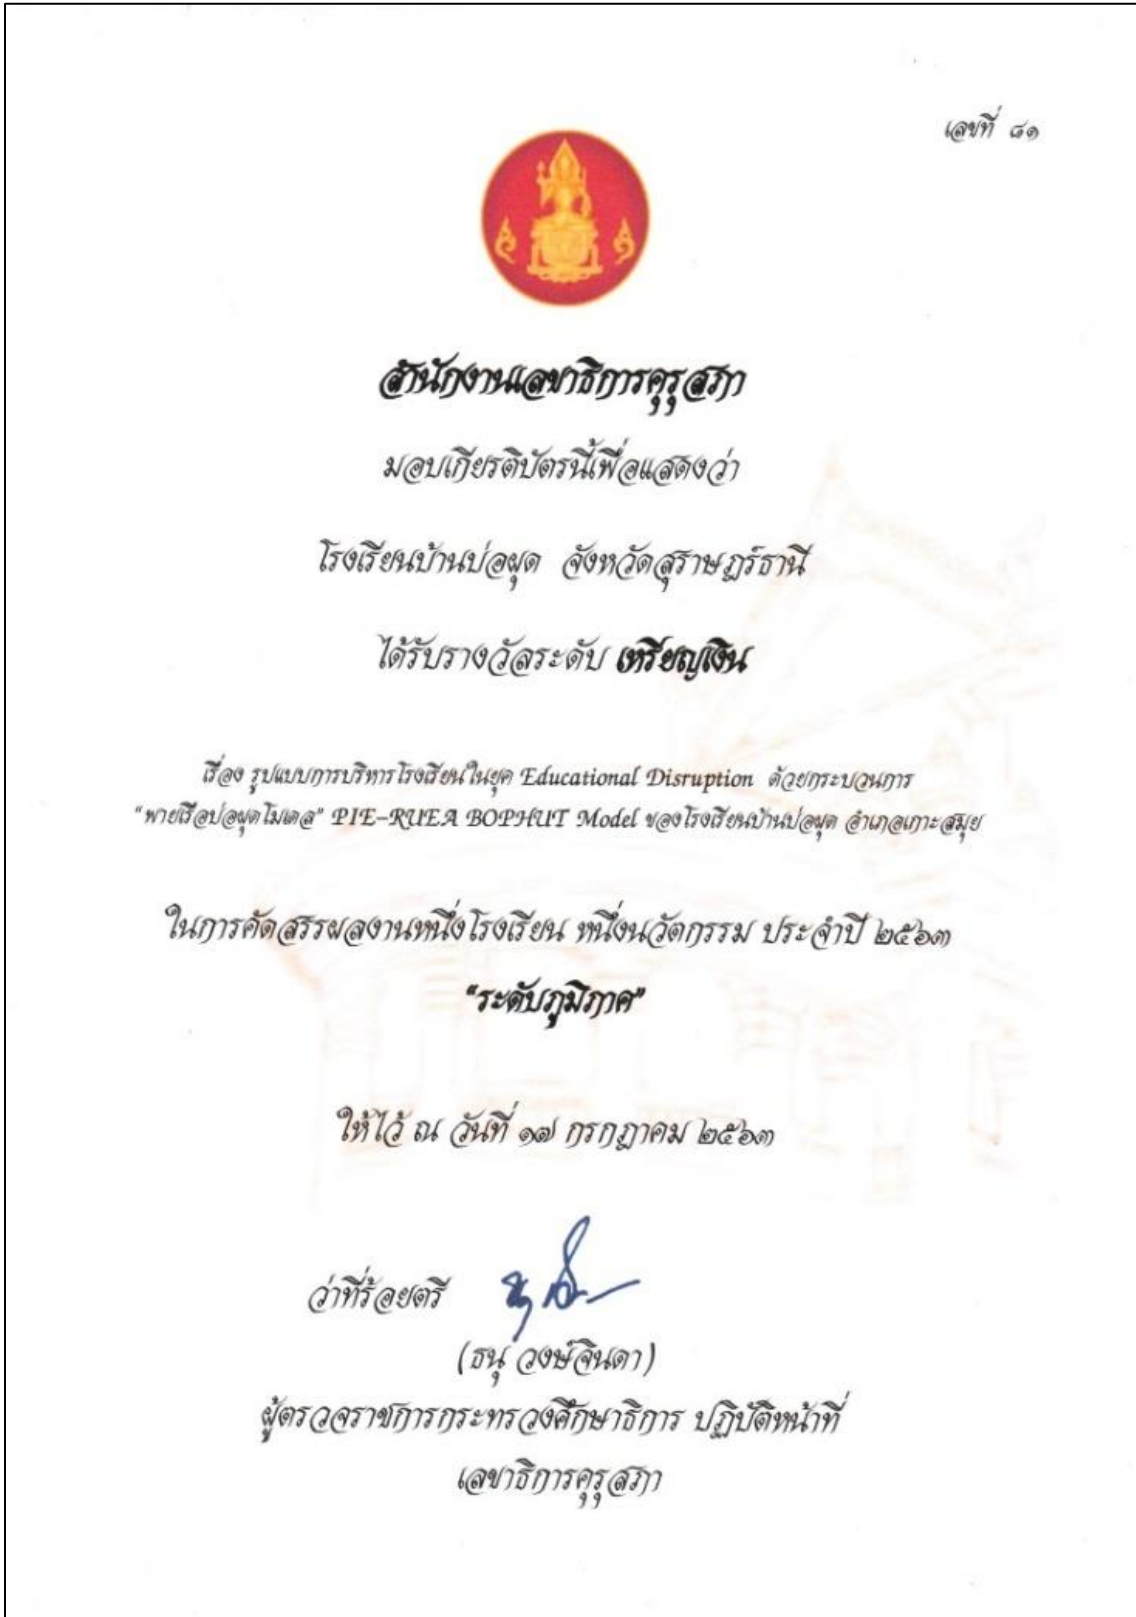 เลขที่ ๘๑
สำนักงานเลขาธิการคุรุสภา
มอบเกียรติบัตรนี้เพื่อแสดงว่า
โรงเรียนบ้านบ่อผุด จังหวัดสุราษฎร์ธานี
ได้รับรางวัลระดับ เหรียญเงิน
เรื่อง รูปแบบการบริหารโรงเรียนในยุค Educational Disruption ด้วยกระบวนการ
“พายเรือบ่อผุดโมเดล” PIE-RUEA BOPHUT Model ของโรงเรียนบ้านบ่อผุด อำเภอเกาะสมุย
ในการคัดสรรผลงานหนึ่งโรงเรียน หนึ่งนวัตกรรม ประจำปี ๒๕๖๓
“ระดับภูมิภาค”
ให้ไว้ ณ วันที่ ๑๗ กรกฎาคม ๒๕๖๓
ว่าที่ร้อยตรี
(ธนุ วงษ์จินดา)
ผู้ตรวจราชการกระทรวงศึกษาธิการ ปฏิบัติหน้าที่
เลขาธิการคุรุสภา